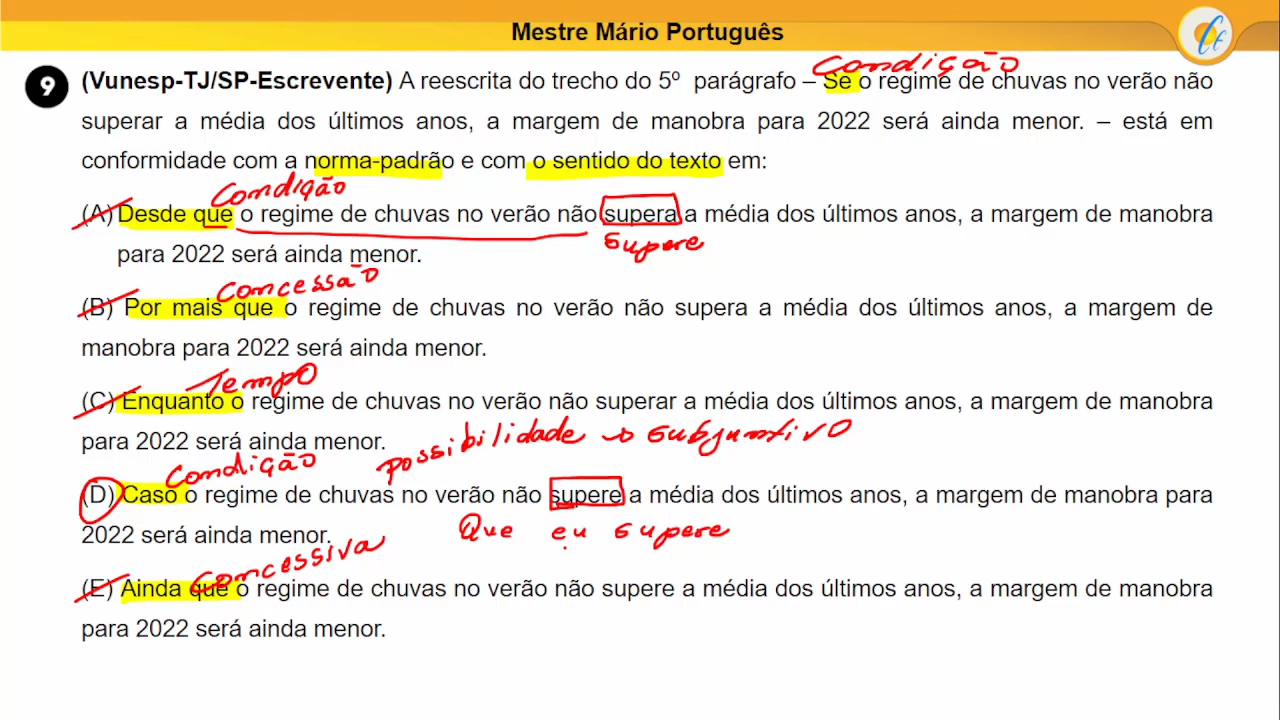 Mestre Mário Português
Condição
9 (Vunesp-TJ/SP-Escrevente) A reescrita do trecho do 5º parágrafo – Se o regime de chuvas no verão não
superar a média dos últimos anos, a margem de manobra para 2022 será ainda menor. – está em
conformidade com a norma-padrão e com o sentido do texto em:
Condição
(A) Desde que o regime de chuvas no verão não supera a média dos últimos anos, a margem de manobra
supere
para 2022 será ainda menor.
Concessão
(B) Por mais que o regime de chuvas no verão não supera a média dos últimos anos, a margem de
manobra para 2022 será ainda menor.
Tempo
(C) Enquanto o regime de chuvas no verão não superar a média dos últimos anos, a margem de manobra
para 2022 será ainda menor.
possibilidade → subjuntivo
Condição
(D) Caso o regime de chuvas no verão não supere a média dos últimos anos, a margem de manobra para
2022 será ainda menor.
Que eu supere
Concessiva
(E) Ainda que o regime de chuvas no verão não supere a média dos últimos anos, a margem de manobra
para 2022 será ainda menor.